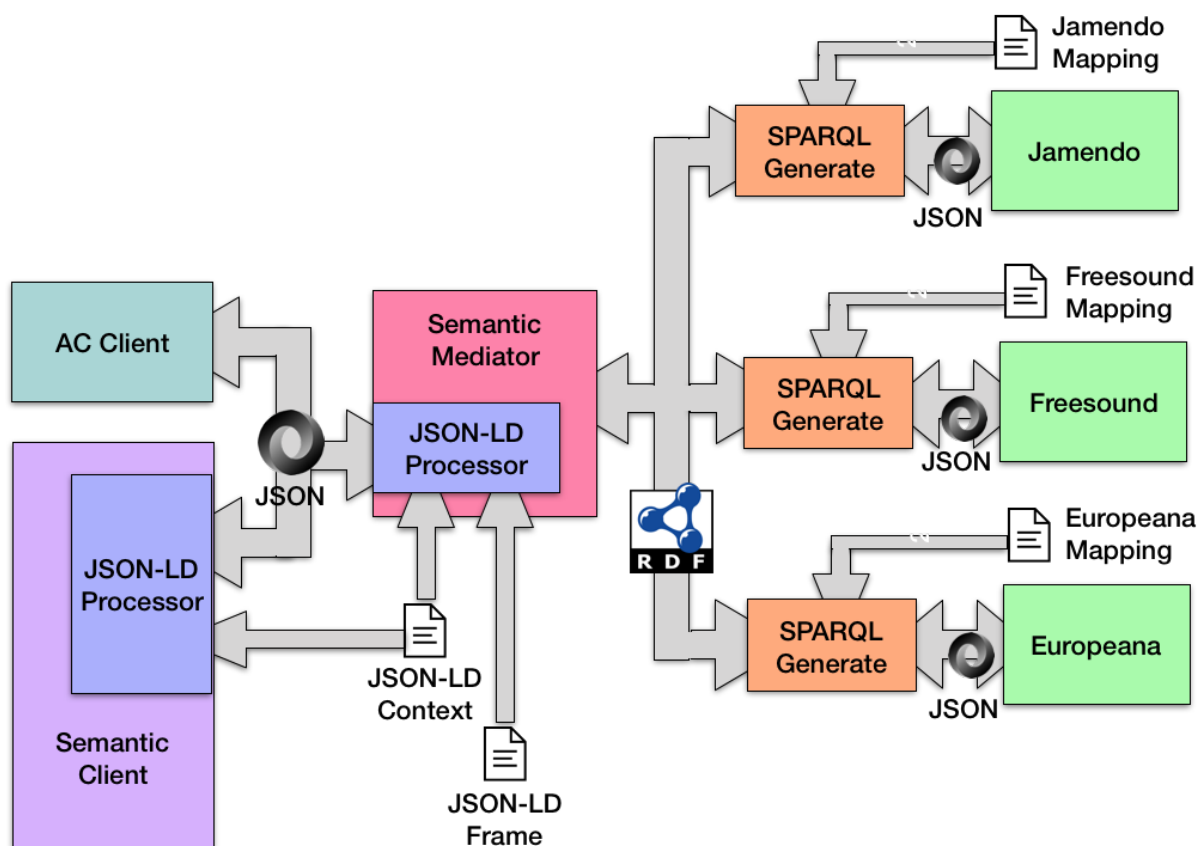 Jamendo
Mapping
SPARQL
Generate
Jamendo
JSON
Freesound
Mapping
AC Client
Semantic
Mediator
SPARQL
Generate
Freesound
JSON
JSON-LD
Processor
JSON
Europeana
Mapping
RDF
JSON-LD
Processor
SPARQL
Generate
Europeana
JSON
JSON-LD
Context
Semantic
Client
JSON-LD
Frame